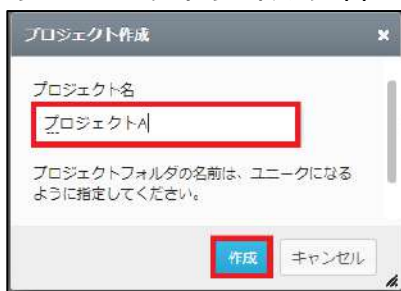 プロジェクト作成 ×
プロジェクト名
プロジェクトA
プロジェクトフォルダの名前は、ユニークになる
ように指定してください。
作成 キャンセル